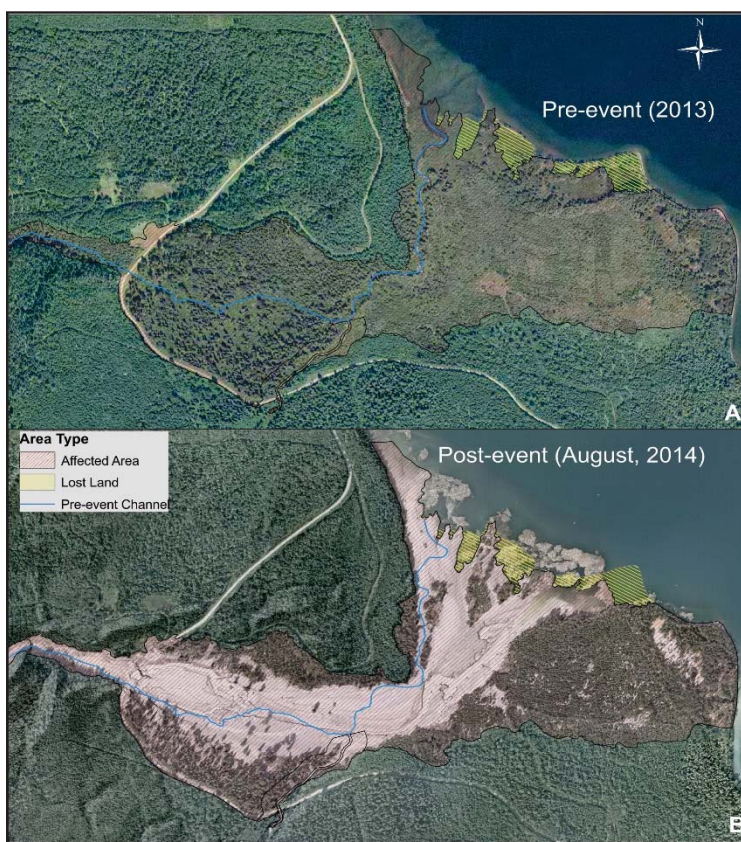 N
Pre-event (2013)
A
Area Type
Affected Area
Lost Land
Pre-event Channel
Post-event (August, 2014)
B